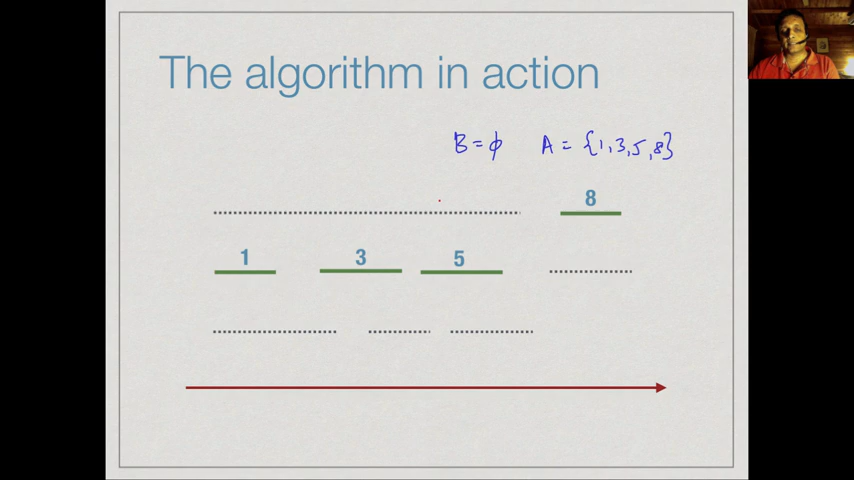 The algorithm in action
B = ϕ A = {1,3,5,8}
8
1 3 5